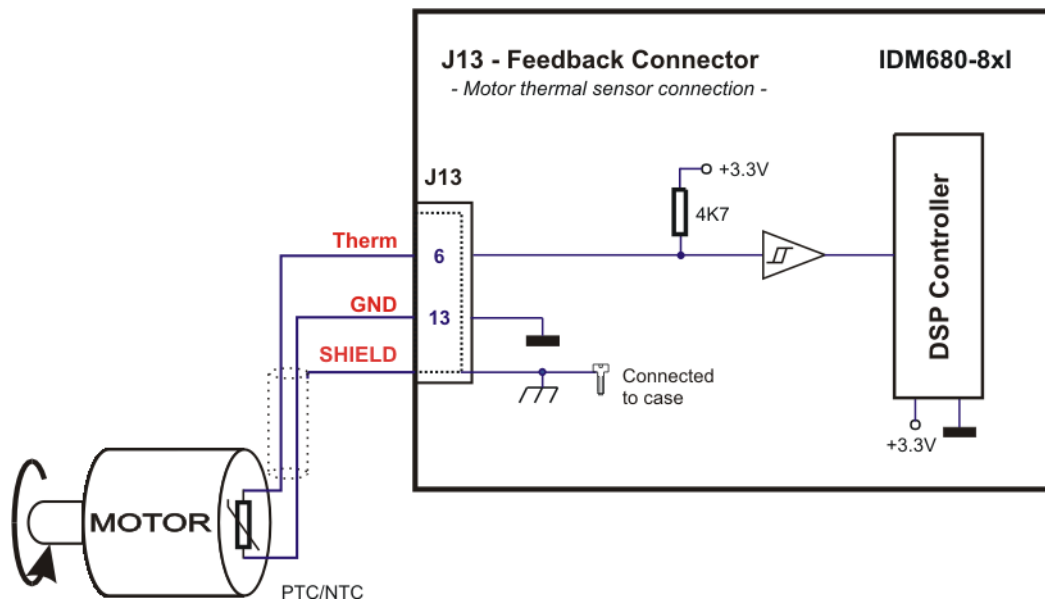 J13 - Feedback Connector
IDM680-8xI
- Motor thermal sensor connection -
J13
+3.3V
4K7
Therm
6
GND
13
SHIELD
Connected
to case
DSP Controller
+3.3V
MOTOR
PTC/NTC